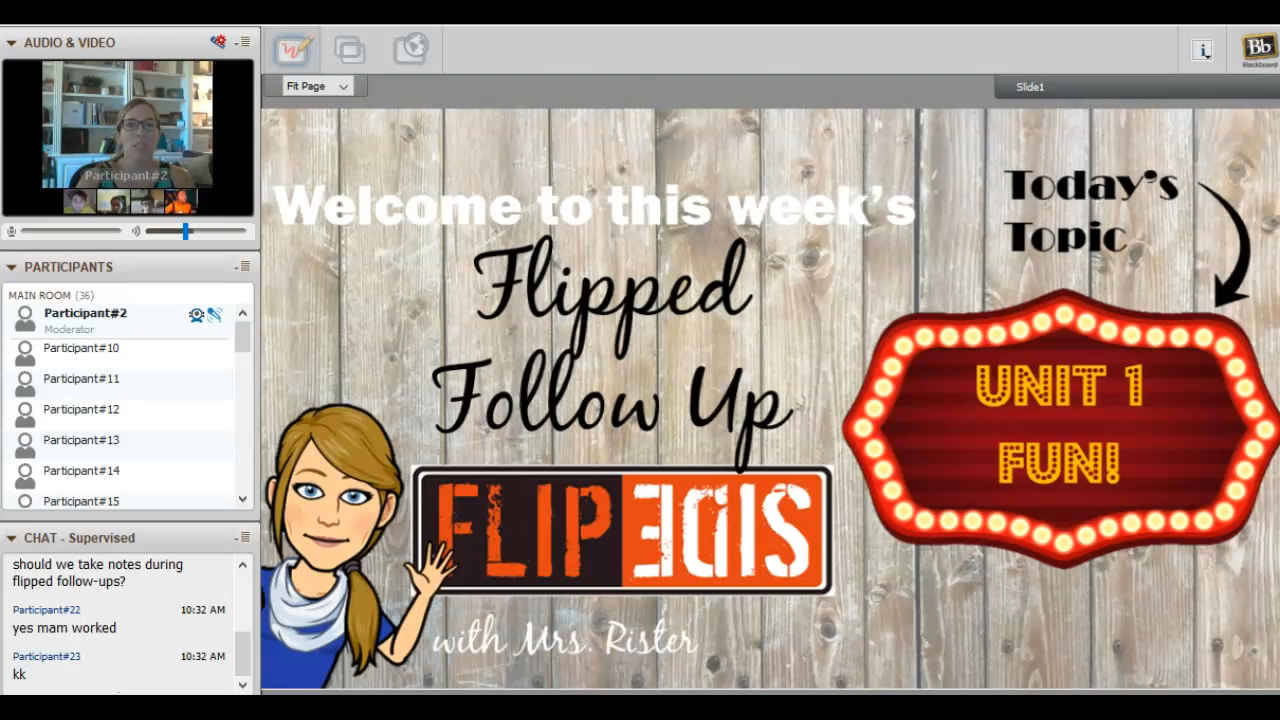 AUDIO & VIDEO
Participant#2
PARTICIPANTS
MAIN ROOM (36)
Participant#2
Moderator
Participant#10
Participant#11
Participant#12
Participant#13
Participant#14
Participant#15
CHAT - Supervised
should we take notes during
flipped follow-ups?
Participant#22 10:32 AM
yes mam worked
Participant#23 10:32 AM
kk
Fit Page
Slide1
Bb
Blackboard
Welcome to this week's
Flipped
Follow Up
FLIPSIDE
with Mrs. Rister
Today's
Topic
UNIT 1
FUN!